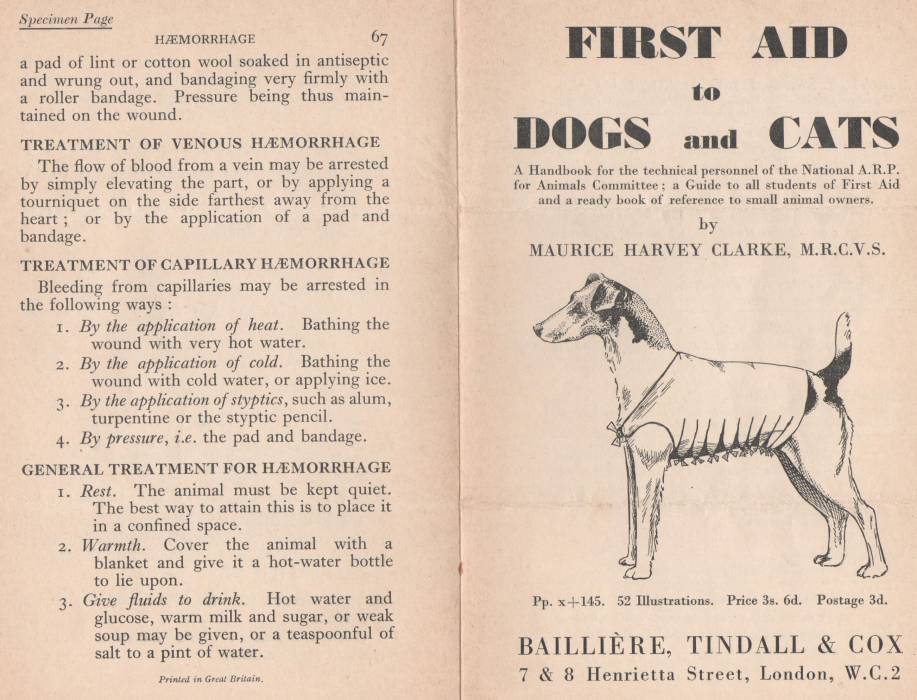 Specimen Page
HÆMORRHAGE 67
a pad of lint or cotton wool soaked in antiseptic
and wrung out, and bandaging very firmly with
a roller bandage. Pressure being thus main-
tained on the wound.
TREATMENT OF VENOUS HÆMORRHAGE
The flow of blood from a vein may be arrested
by simply elevating the part, or by applying a
tourniquet on the side farthest away from the
heart ; or by the application of a pad and
bandage.
TREATMENT OF CAPILLARY HÆMORRHAGE
Bleeding from capillaries may be arrested in
the following ways :
1. By the application of heat. Bathing the
wound with very hot water.
2. By the application of cold. Bathing the
wound with cold water, or applying ice.
3. By the application of styptics, such as alum,
turpentine or the styptic pencil.
4. By pressure, i.e. the pad and bandage.
GENERAL TREATMENT FOR HÆMORRHAGE
1. Rest. The animal must be kept quiet.
The best way to attain this is to place it
in a confined space.
2. Warmth. Cover the animal with a
blanket and give it a hot-water bottle
to lie upon.
3. Give fluids to drink. Hot water and
glucose, warm milk and sugar, or weak
soup may be given, or a teaspoonful of
salt to a pint of water.
Printed in Great Britain.
FIRST AID
to
DOGS and CATS
A Handbook for the technical personnel of the National A.R.P.
for Animals Committee ; a Guide to all students of First Aid
and a ready book of reference to small animal owners.
by
MAURICE HARVEY CLARKE, M.R.C.V.S.
Pp. x+145. 52 Illustrations. Price 3s. 6d. Postage 3d.
BAILLIÈRE, TINDALL & COX
7 & 8 Henrietta Street, London, W.C.2